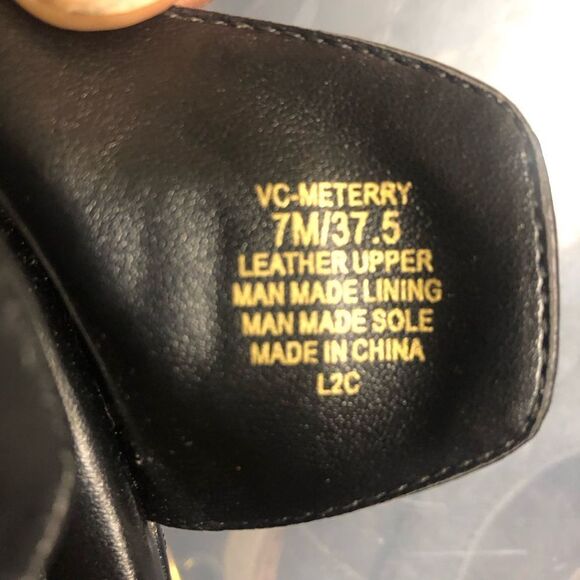 VC-METERRY
7M/37.5
LEATHER UPPER
MAN MADE LINING
MAN MADE SOLE
MADE IN CHINA
L2C